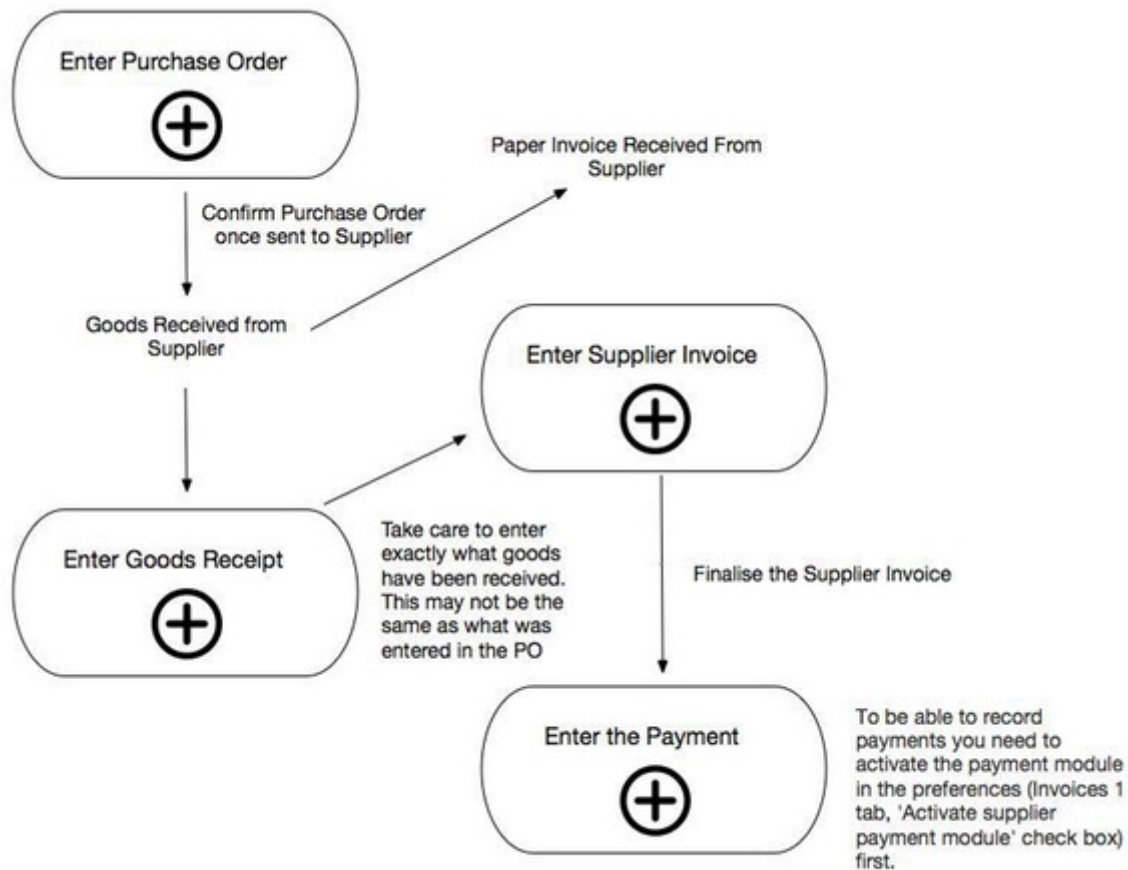 Enter Purchase Order
Paper Invoice Received From
Supplier
Confirm Purchase Order
once sent to Supplier
Goods Received from
Supplier
Enter Supplier Invoice
Enter Goods Receipt
Take care to enter
exactly what goods
have been received.
This may not be the
same as what was
entered in the PO
Finalise the Supplier Invoice
Enter the Payment
To be able to record
payments you need to
activate the payment module
in the preferences (Invoices 1
tab, 'Activate supplier
payment module' check box)
first.